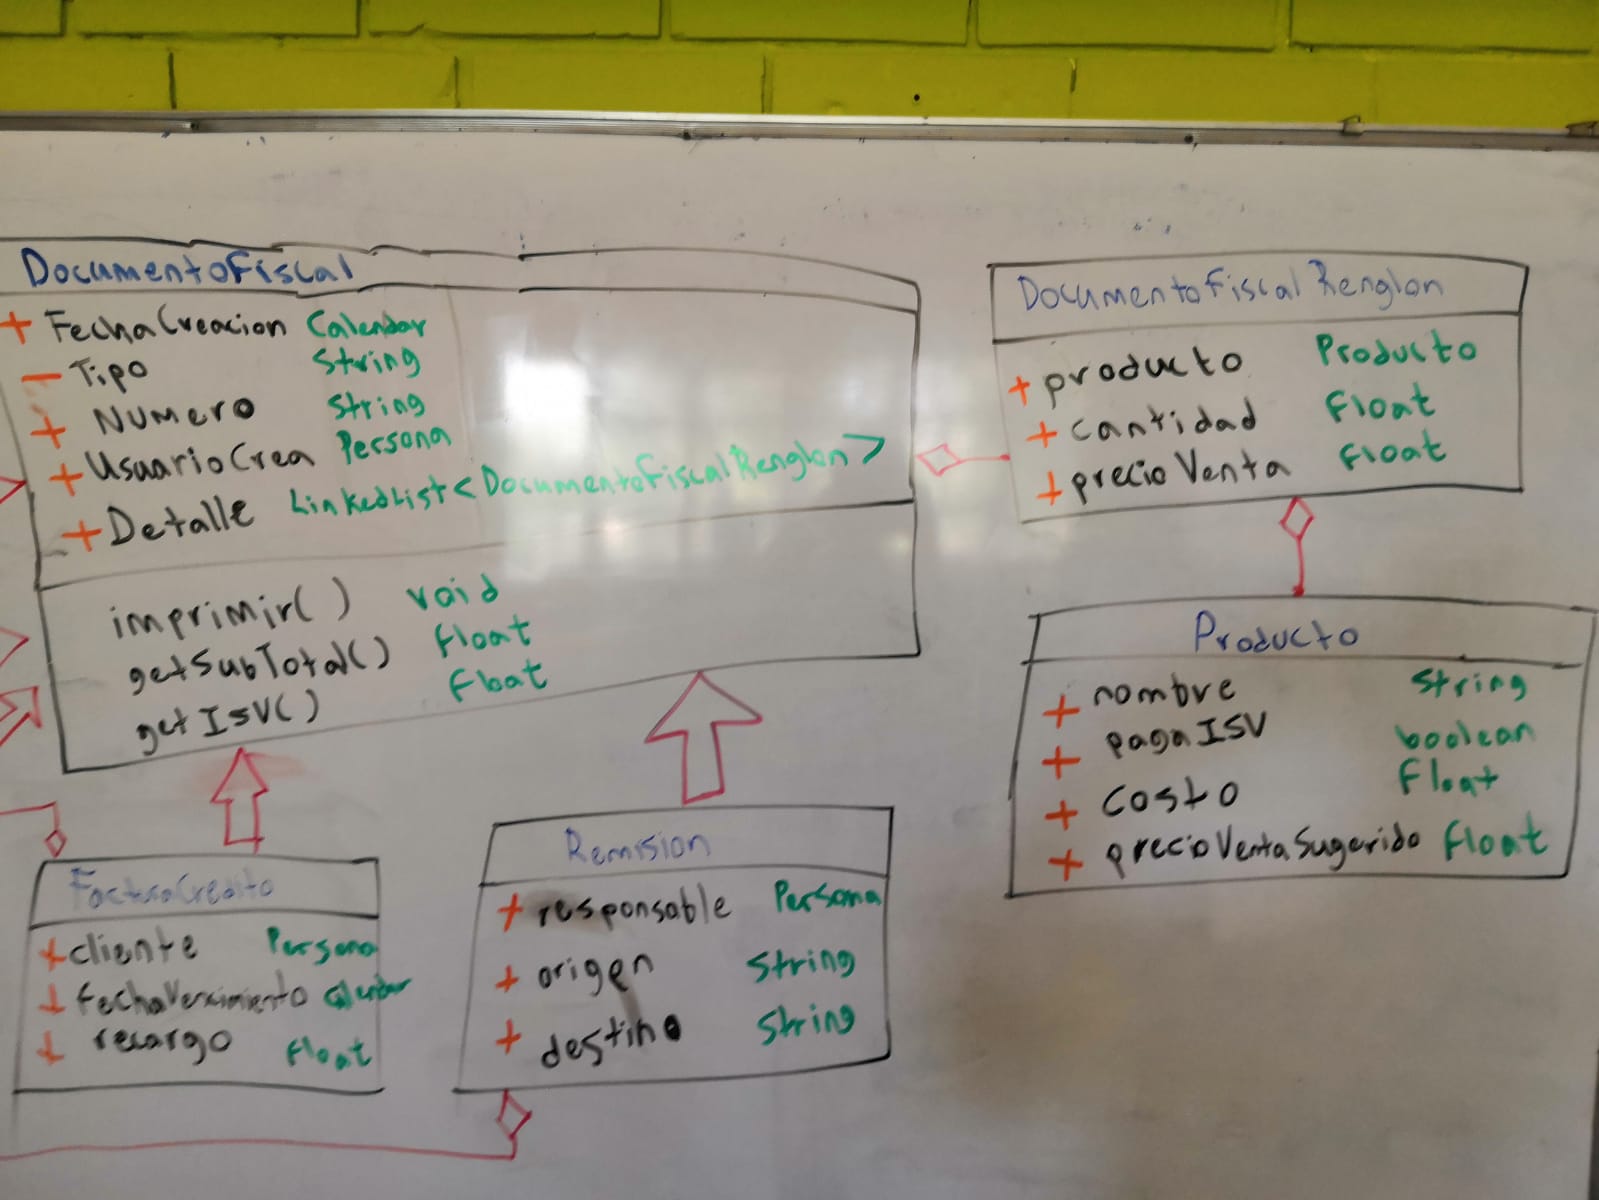 DocumentoFiscal
+ FechaCreacion Calendar
- Tipo String
+ Numero String
+ UsuarioCrea Persona
+ Detalle LinkedList<DocumentoFiscalRenglon>
imprimir() void
getSubTotal() float
getISV() float
DocumentoFiscalRenglon
+ producto Producto
+ cantidad Float
+ precioVenta Float
Producto
+ nombre String
+ pagaISV boolean
+ Costo Float
+ precioVentaSugerido Float
FacturaCredito
+ cliente Persona
+ fechaVencimiento Calendar
+ recargo Float
Remision
+ responsable Persona
+ origen String
+ destino String